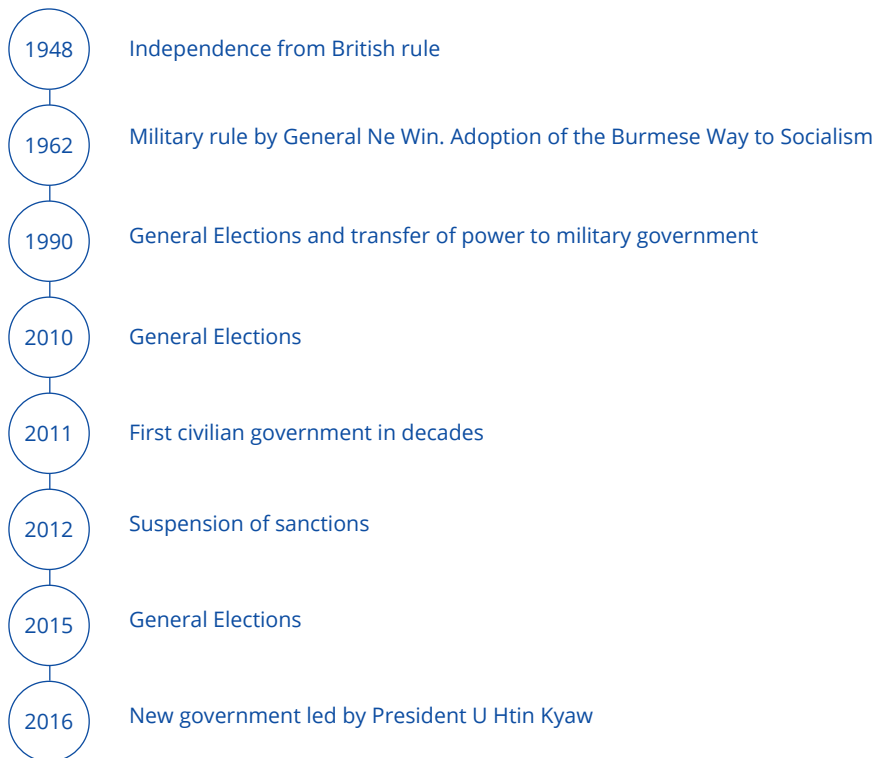 1948 Independence from British rule
1962 Military rule by General Ne Win. Adoption of the Burmese Way to Socialism
1990 General Elections and transfer of power to military government
2010 General Elections
2011 First civilian government in decades
2012 Suspension of sanctions
2015 General Elections
2016 New government led by President U Htin Kyaw